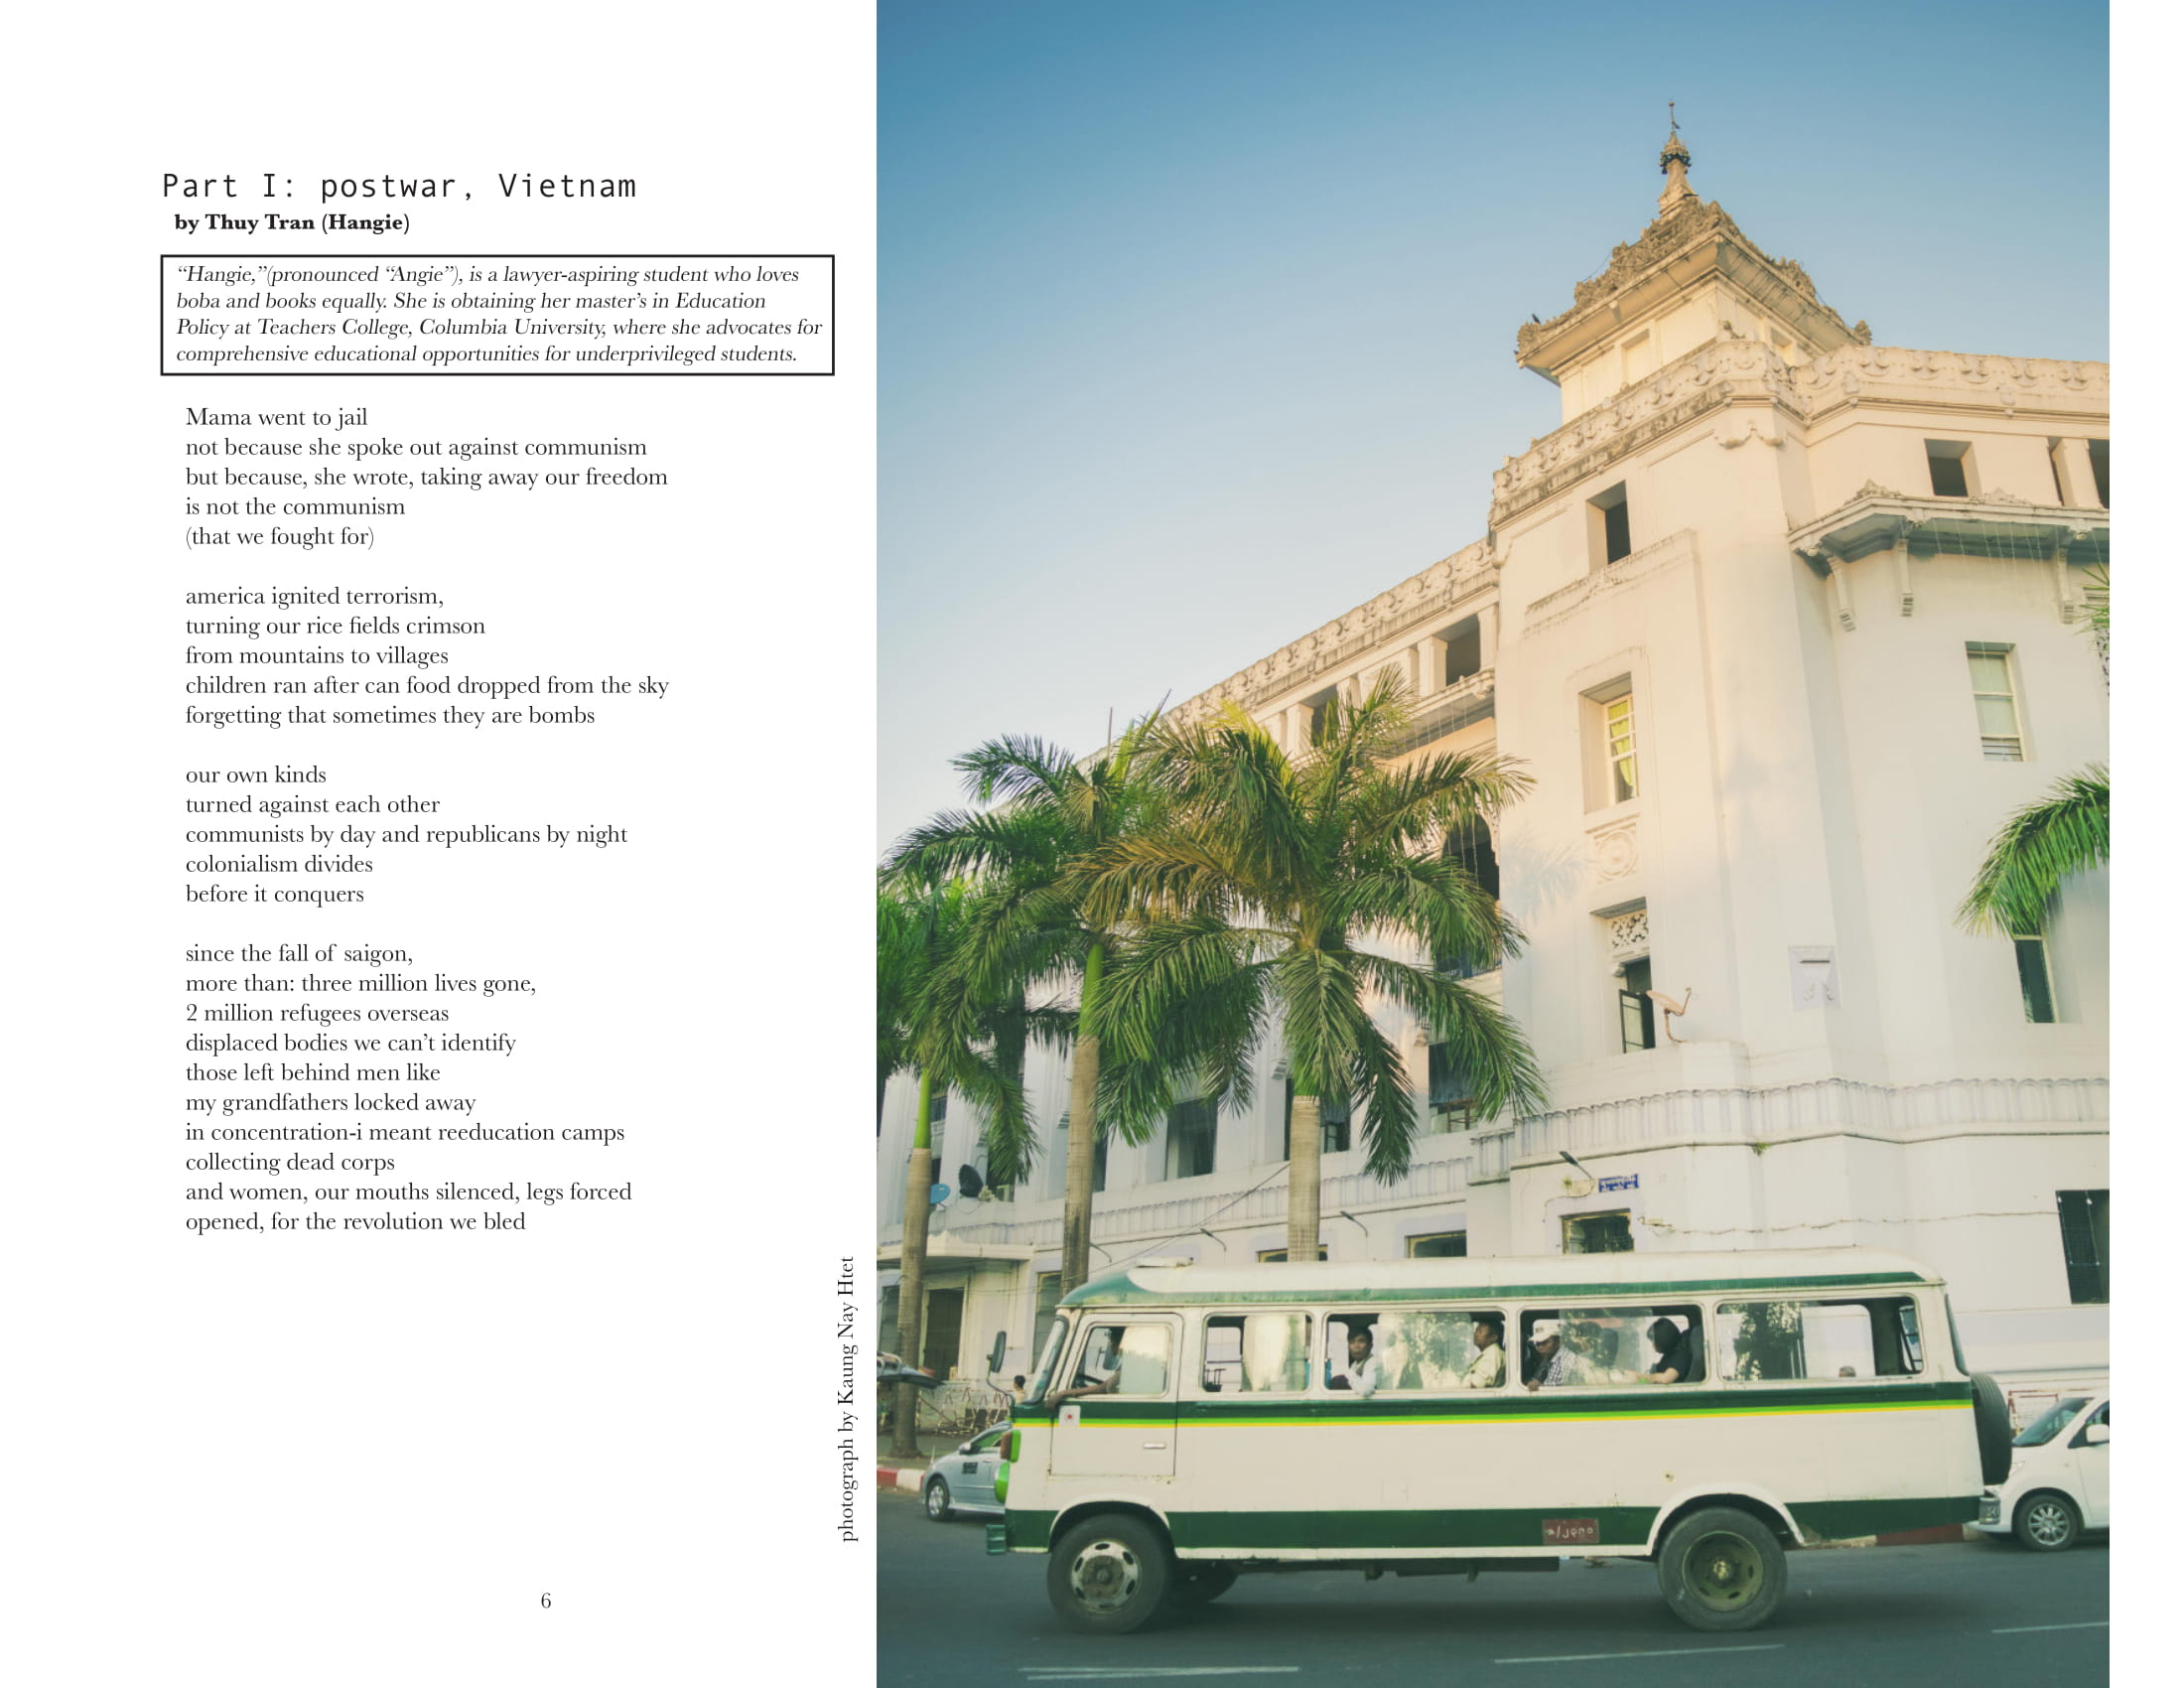 Part I: postwar, Vietnam
by Thuy Tran (Hangie)
“Hangie,”(pronounced “Angie”), is a lawyer-aspiring student who loves
boba and books equally. She is obtaining her master’s in Education
Policy at Teachers College, Columbia University, where she advocates for
comprehensive educational opportunities for underprivileged students.
Mama went to jail
not because she spoke out against communism
but because, she wrote, taking away our freedom
is not the communism
(that we fought for)
america ignited terrorism,
turning our rice fields crimson
from mountains to villages
children ran after can food dropped from the sky
forgetting that sometimes they are bombs
our own kinds
turned against each other
communists by day and republicans by night
colonialism divides
before it conquers
since the fall of saigon,
more than: three million lives gone,
2 million refugees overseas
displaced bodies we can’t identify
those left behind men like
my grandfathers locked away
in concentration-i meant reeducation camps
collecting dead corps
and women, our mouths silenced, legs forced
opened, for the revolution we bled
photograph by Kaung Nay Htet
6